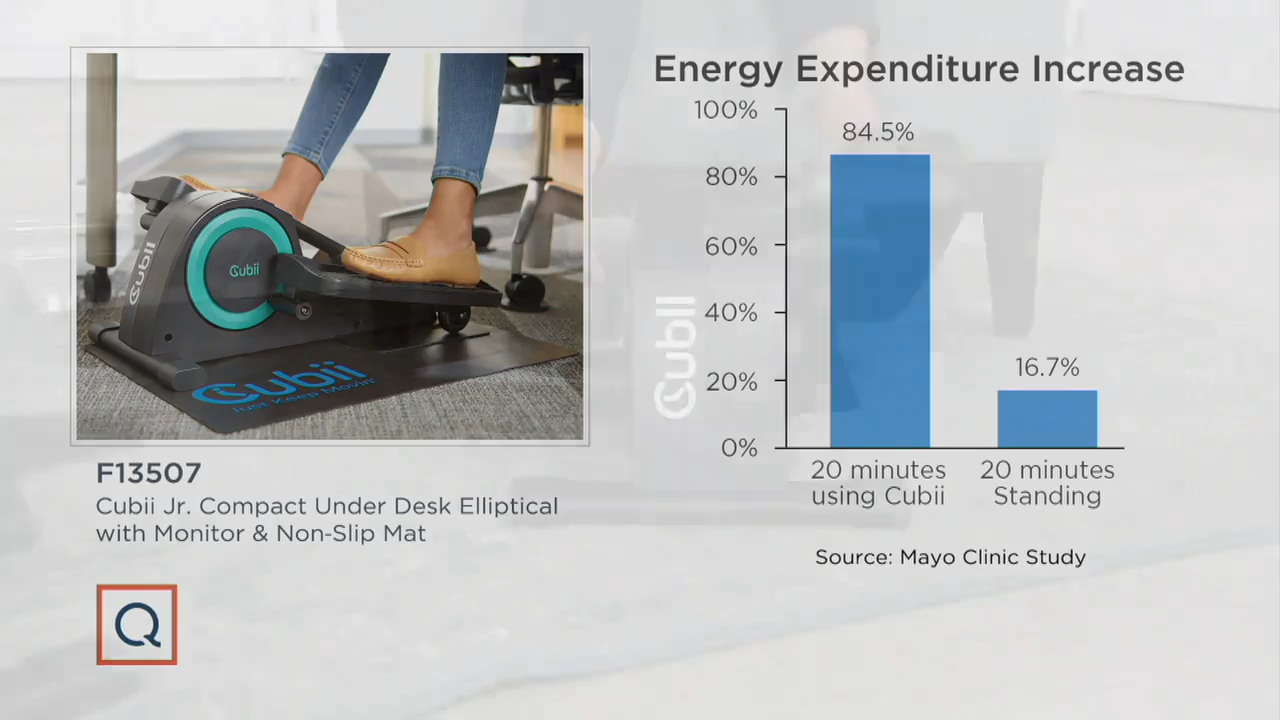 Energy Expenditure Increase
100%
80%
60%
40%
20%
0%
84.5%
16.7%
20 minutes
using Cubii
20 minutes
Standing
Source: Mayo Clinic Study
Cubii
Cubii
Cubii
Cubii
Just Keep Movin'
F13507
Cubii Jr. Compact Under Desk Elliptical
with Monitor & Non-Slip Mat
Q